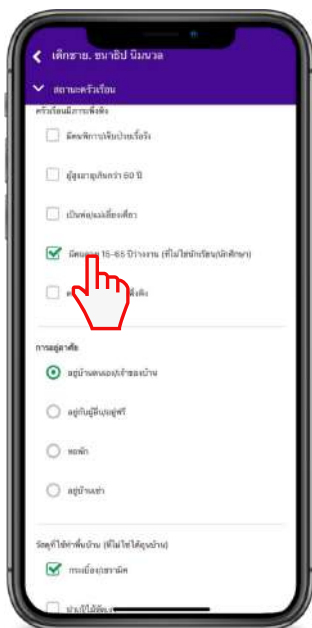 เด็กชาย. ชนาธิป นิ่มนวล
สถานะครัวเรือน
ครัวเรือนมีภาระพึ่งพิง
มีคนพิการ/เจ็บป่วยเรื้อรัง
ผู้สูงอายุเกินกว่า 60 ปี
เป็นพ่อ/แม่เลี้ยงเดี่ยว
มีคนอายุ 15-65 ปีว่างงาน (ที่ไม่ใช่นักเรียน/นักศึกษา)
พึ่งพิง
การอยู่อาศัย
อยู่บ้านตนเอง/เจ้าของบ้าน
อยู่กับผู้อื่น/อยู่ฟรี
หอพัก
อยู่บ้านเช่า
วัสดุที่ใช้ทำพื้นบ้าน (ที่ไม่ใช่ใต้ถุนบ้าน)
กระเบื้อง/เซรามิค